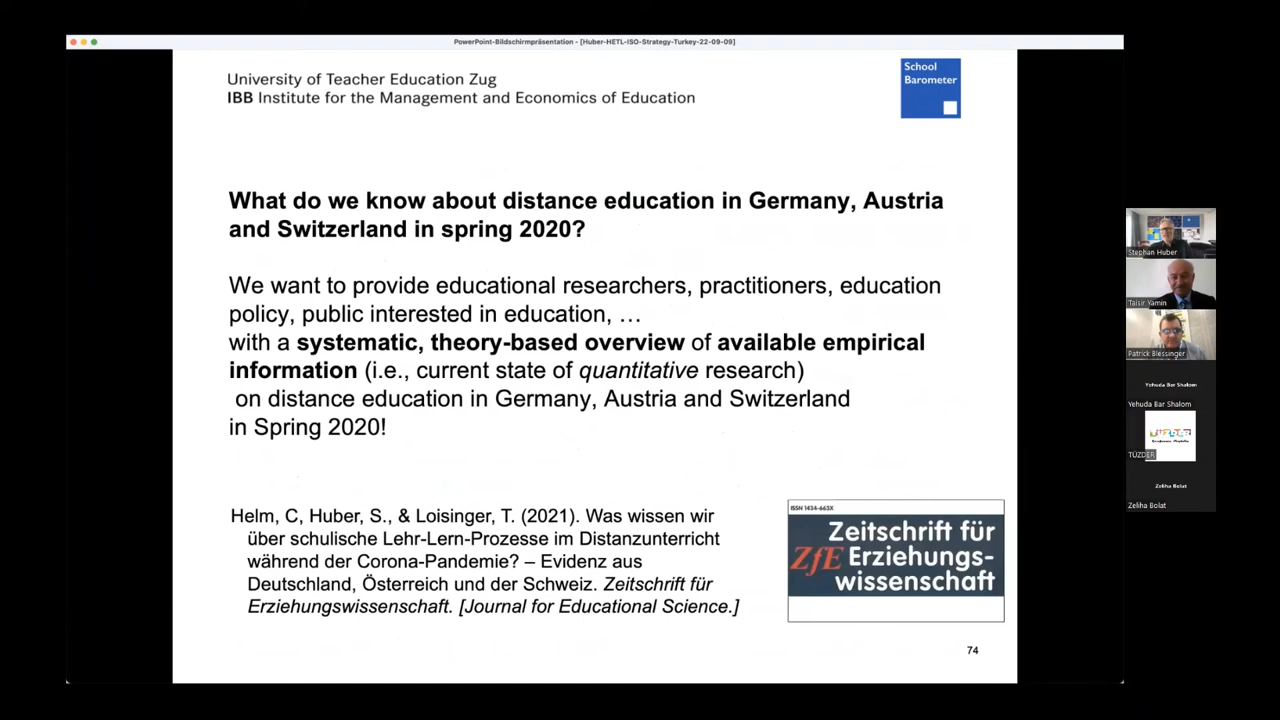 PowerPoint-Bildschirmpräsentation - [Huber-HETL-ISO-Strategy-Turkey-22-09-09]
University of Teacher Education Zug
IBB Institute for the Management and Economics of Education
School
Barometer
What do we know about distance education in Germany, Austria
and Switzerland in spring 2020?
We want to provide educational researchers, practitioners, education
policy, public interested in education, …
with a systematic, theory-based overview of available empirical
information (i.e., current state of quantitative research)
on distance education in Germany, Austria and Switzerland
in Spring 2020!
Helm, C, Huber, S., & Loisinger, T. (2021). Was wissen wir
über schulische Lehr-Lern-Prozesse im Distanzunterricht
während der Corona-Pandemie? – Evidenz aus
Deutschland, Österreich und der Schweiz. Zeitschrift für
Erziehungswissenschaft. [Journal for Educational Science.]
ISSN 1434-663X
Zeitschrift für
ZfE Erziehungs-
wissenschaft
74
Stephan Huber
Taisir Yamin
Patrick Blessinger
Yehuda Bar Shalom
Yehuda Bar Shalom
TÜZDER
Zeliha Bolat
Zeliha Bolat